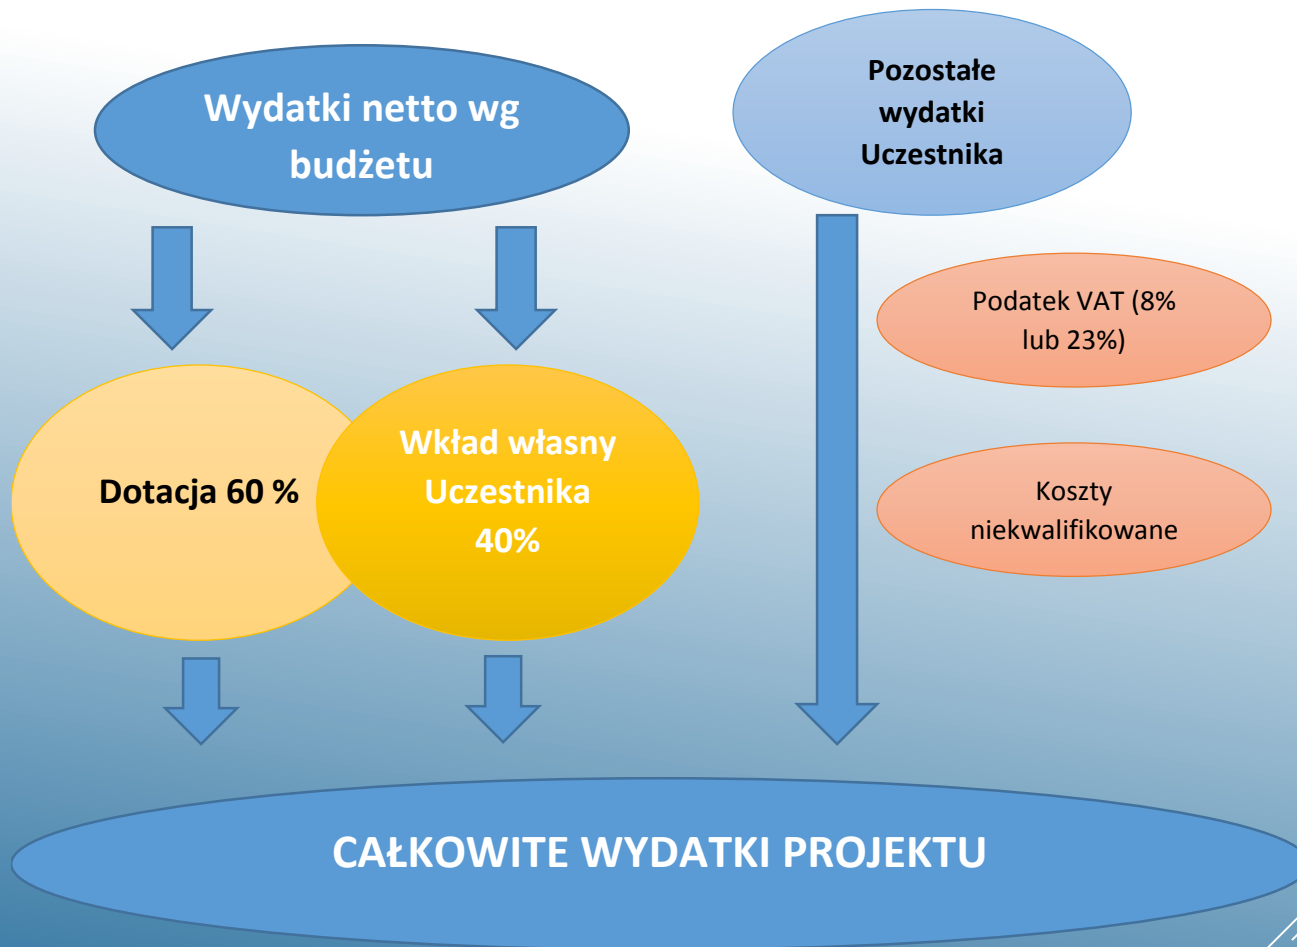 Wydatki netto wg
budżetu
Pozostałe
wydatki
Uczestnika
Podatek VAT (8%
lub 23%)
Dotacja 60 %
Wkład własny
Uczestnika
40%
Koszty
niekwalifikowane
CAŁKOWITE WYDATKI PROJEKTU